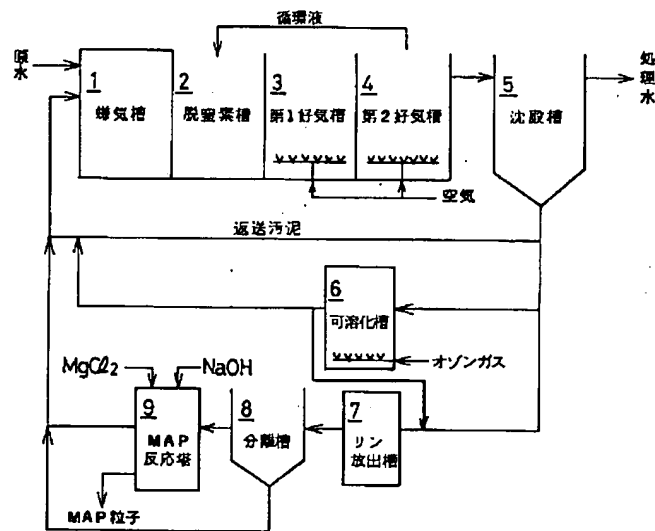 循環液
原水
1
嫌気槽
2
脱窒素槽
3
第1好気槽
4
第2好気槽
5
沈殿槽
処理水
空気
返送汚泥
6
可溶化槽
オゾンガス
MgCl₂
NaOH
9
MAP
反応塔
8
分離槽
7
リン
放出槽
MAP粒子